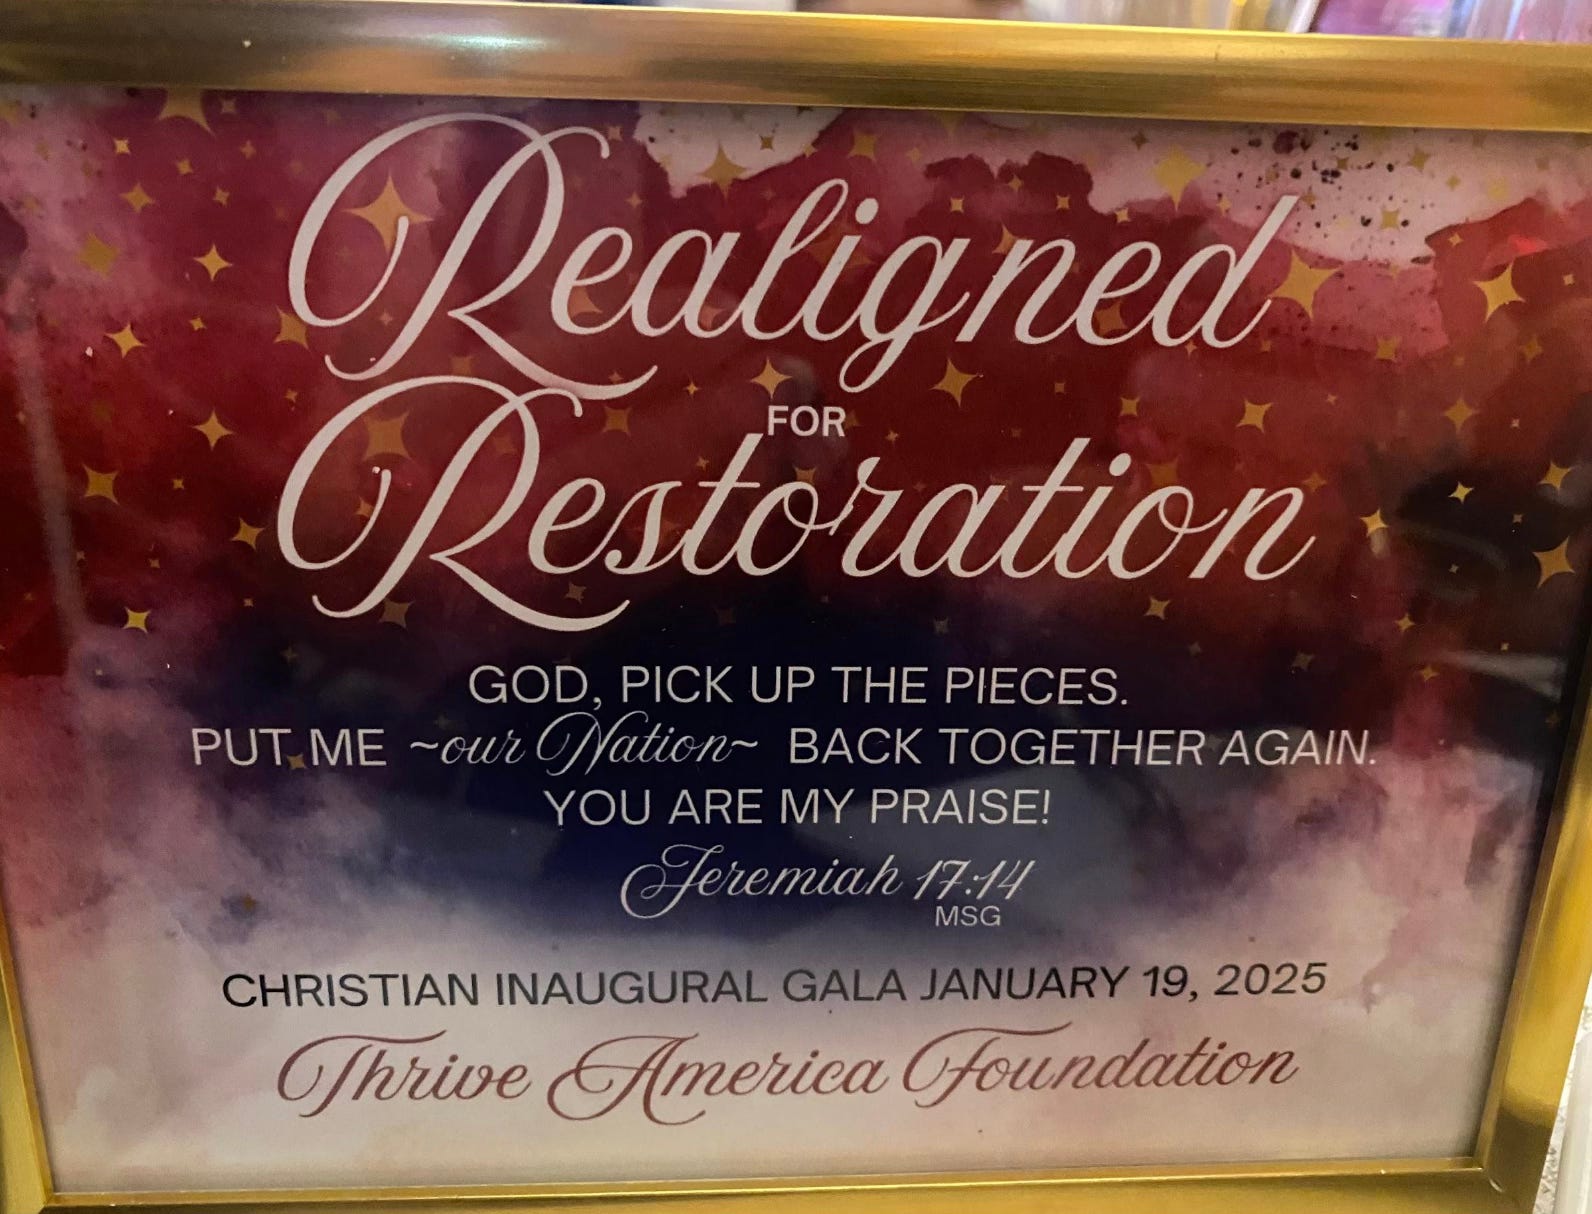 Realigned
FOR
Restoration
GOD, PICK UP THE PIECES.
PUT ME ~our Nation~ BACK TOGETHER AGAIN.
YOU ARE MY PRAISE!
Jeremiah 17:14
MSG
CHRISTIAN INAUGURAL GALA JANUARY 19, 2025
Thrive America Foundation